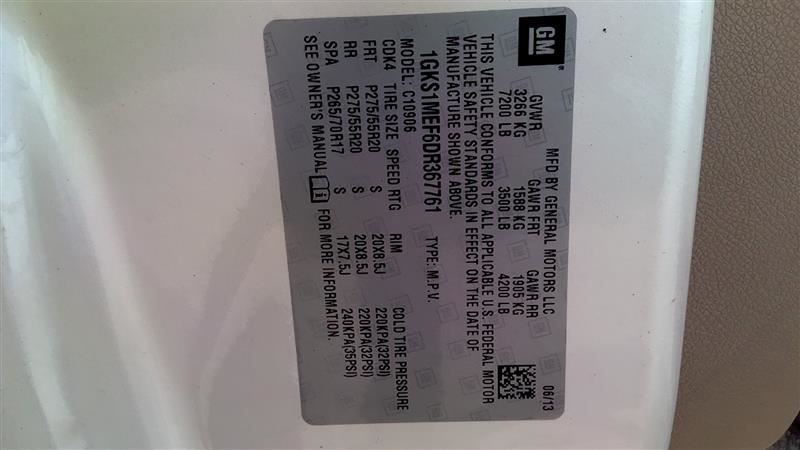 GM
MFD BY GENERAL MOTORS LLC 06/13
GVWR GAWR FRT GAWR RR
3266 KG 1588 KG 1905 KG
7200 LB 3500 LB 4200 LB
THIS VEHICLE CONFORMS TO ALL APPLICABLE U.S. FEDERAL MOTOR
VEHICLE SAFETY STANDARDS IN EFFECT ON THE DATE OF
MANUFACTURE SHOWN ABOVE.
1GKS1MEF6DR367761 TYPE: M.P.V.
MODEL: C10906
CDK4 TIRE SIZE SPEED RTG RIM COLD TIRE PRESSURE
FRT P275/55R20 S 20X8.5J 220KPA(32PSI)
RR P275/55R20 S 20X8.5J 220KPA(32PSI)
SPA P265/70R17 S 17X7.5J 240KPA(35PSI)
SEE OWNER'S MANUAL FOR MORE INFORMATION.